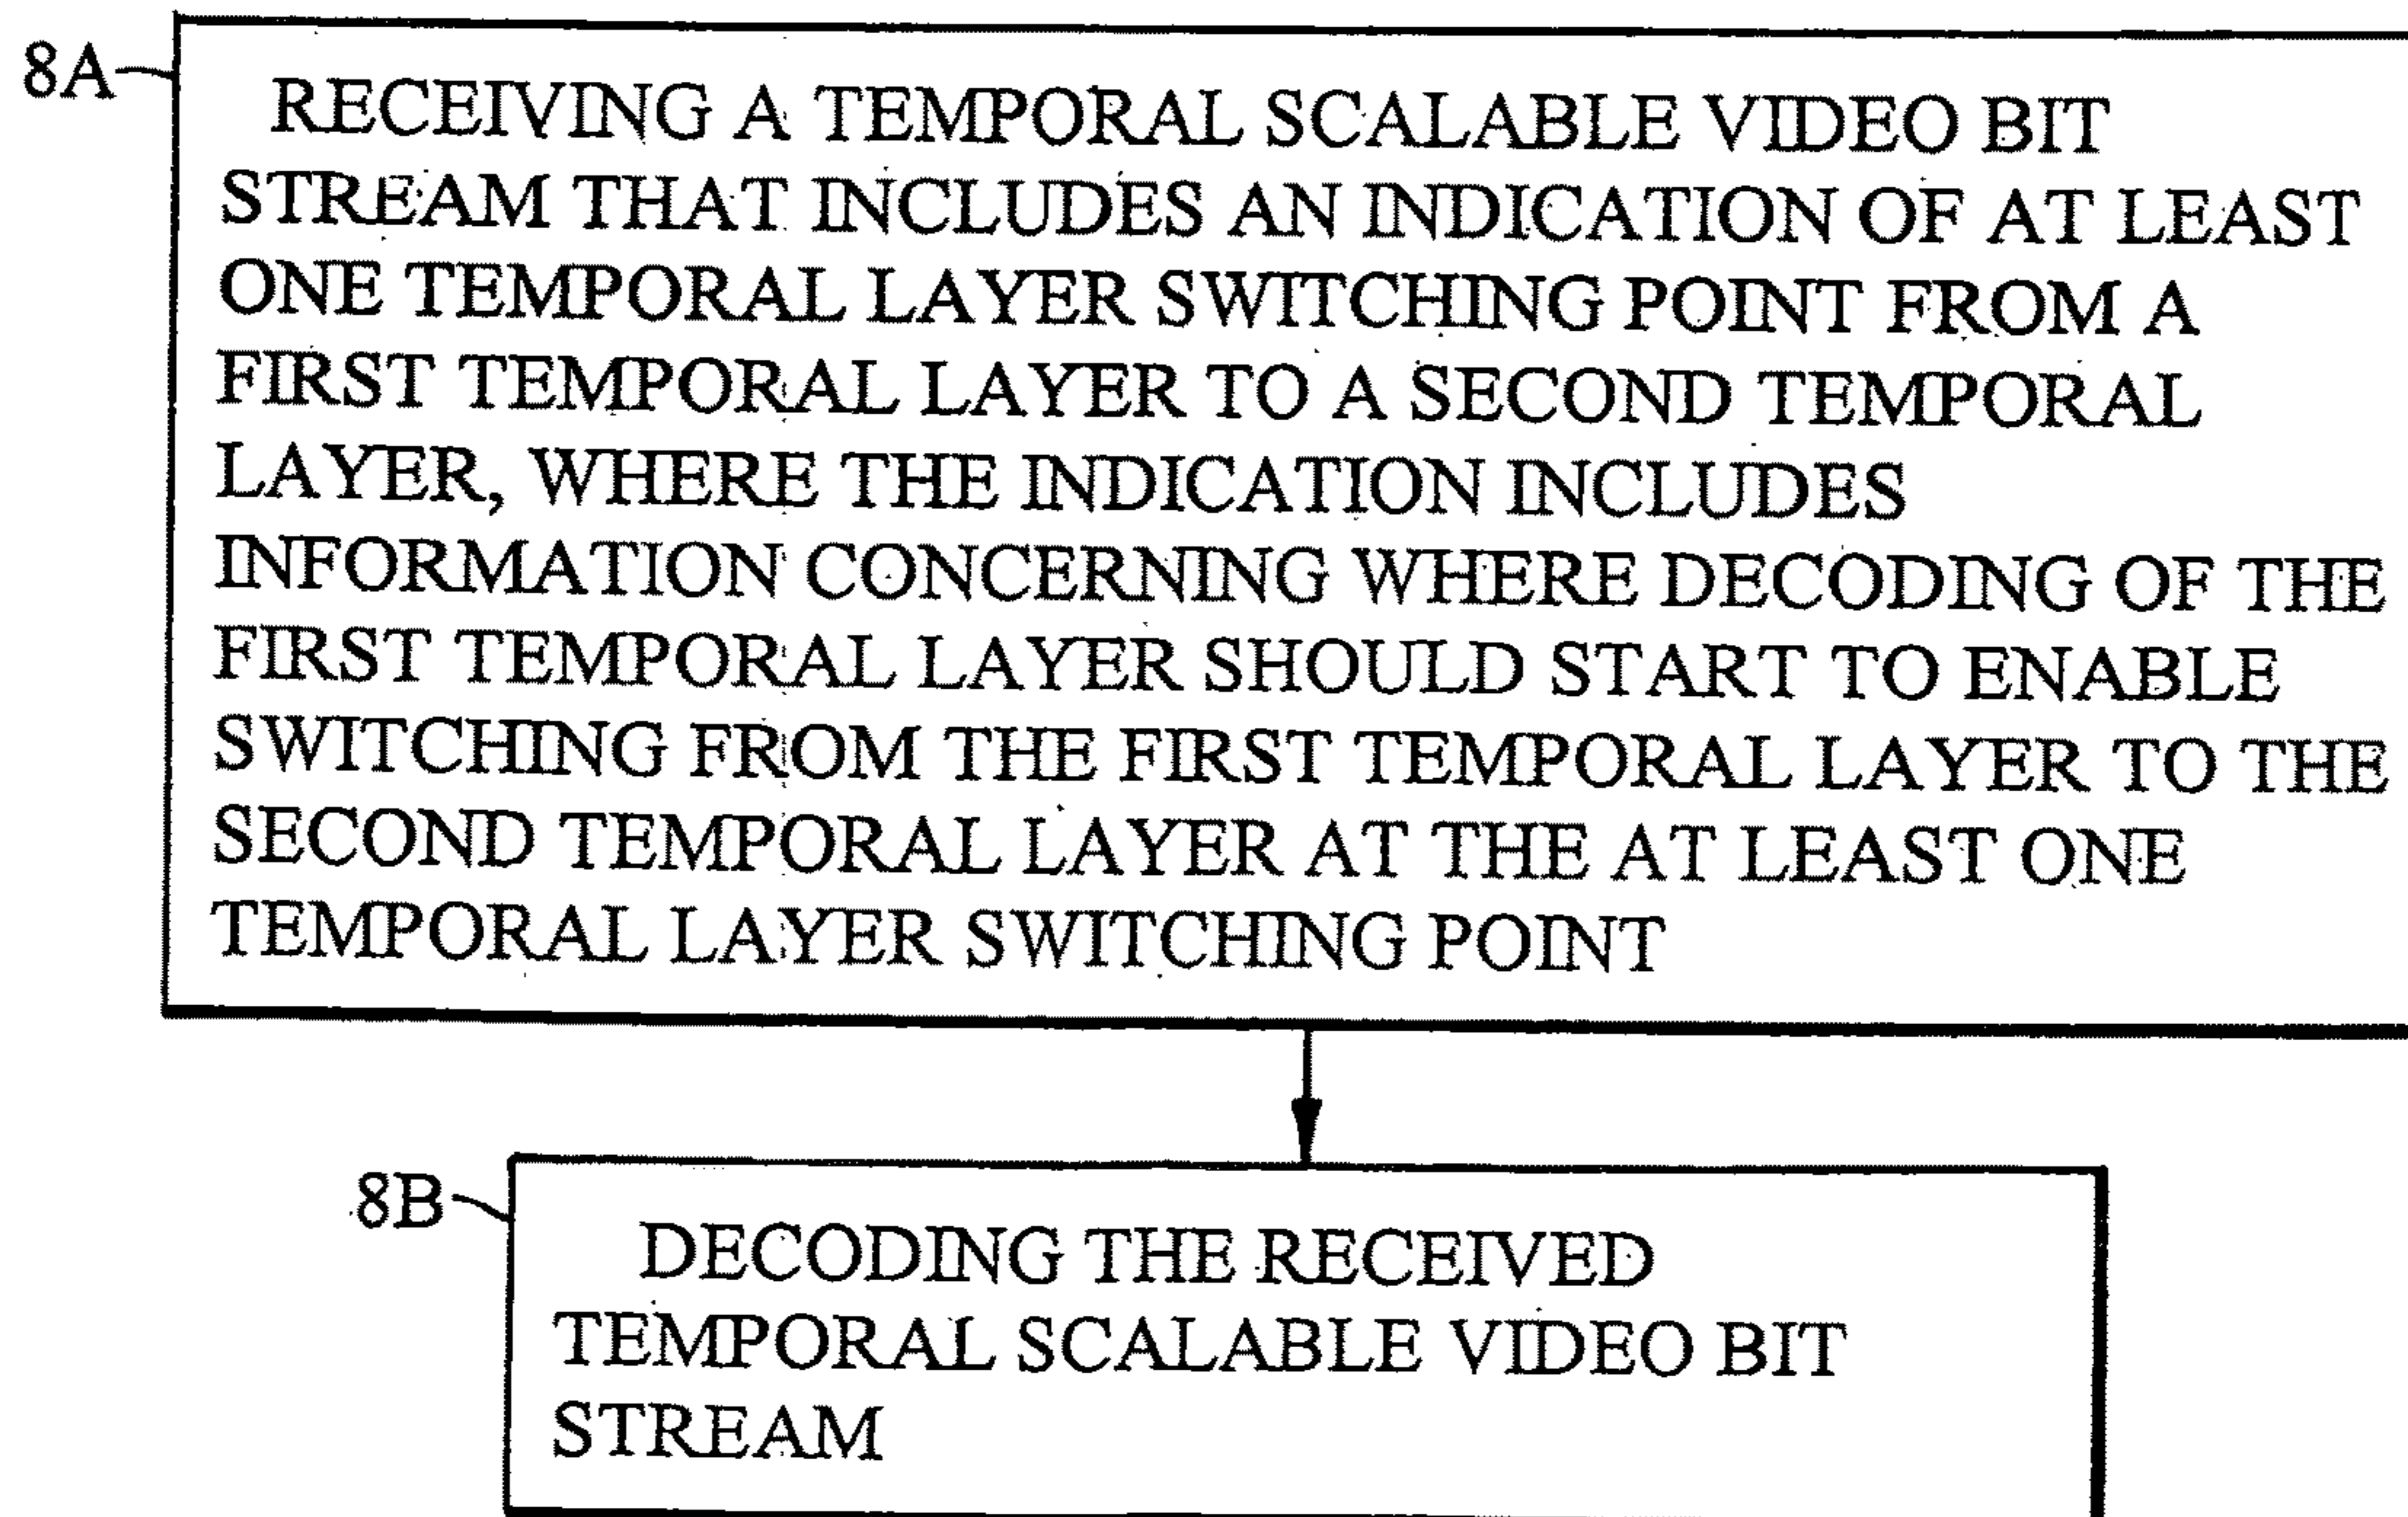 8A
RECEIVING A TEMPORAL SCALABLE VIDEO BIT
STREAM THAT INCLUDES AN INDICATION OF AT LEAST
ONE TEMPORAL LAYER SWITCHING POINT FROM A
FIRST TEMPORAL LAYER TO A SECOND TEMPORAL
LAYER, WHERE THE INDICATION INCLUDES
INFORMATION CONCERNING WHERE DECODING OF THE
FIRST TEMPORAL LAYER SHOULD START TO ENABLE
SWITCHING FROM THE FIRST TEMPORAL LAYER TO THE
SECOND TEMPORAL LAYER AT THE AT LEAST ONE
TEMPORAL LAYER SWITCHING POINT
8B
DECODING THE RECEIVED
TEMPORAL SCALABLE VIDEO BIT
STREAM